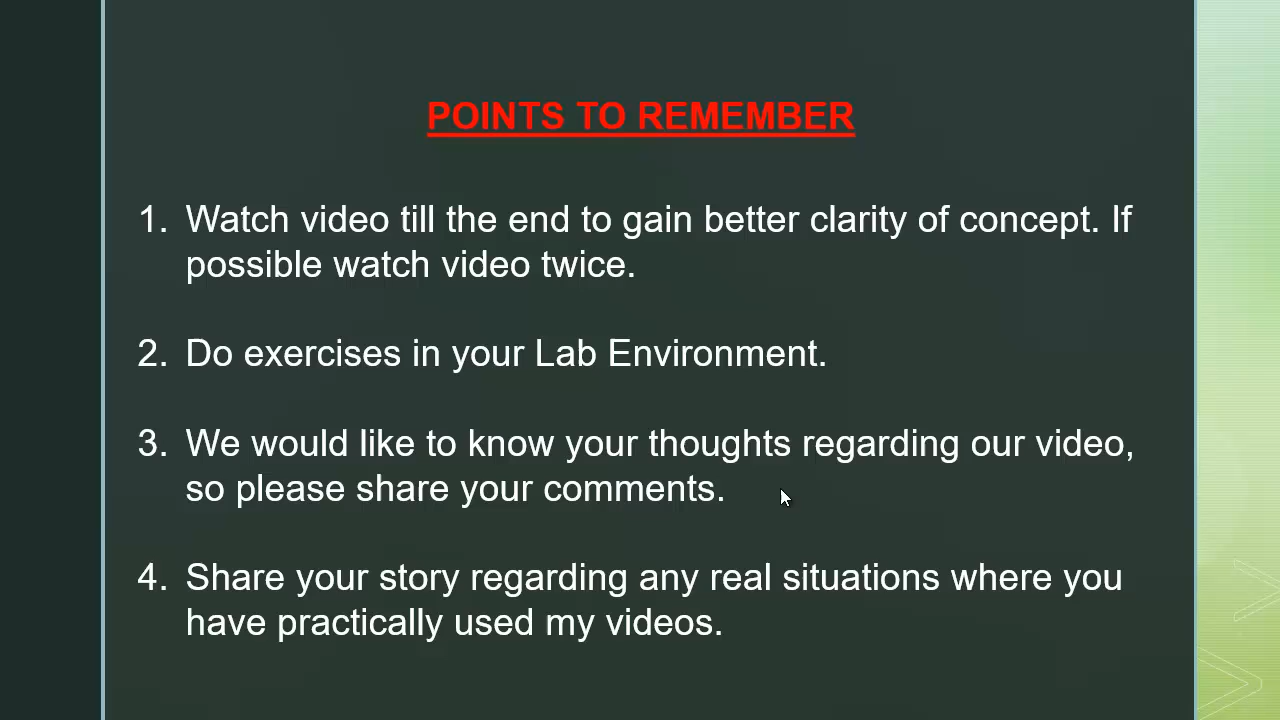 POINTS TO REMEMBER
1. Watch video till the end to gain better clarity of concept. If
possible watch video twice.
2. Do exercises in your Lab Environment.
3. We would like to know your thoughts regarding our video,
so please share your comments.
4. Share your story regarding any real situations where you
have practically used my videos.